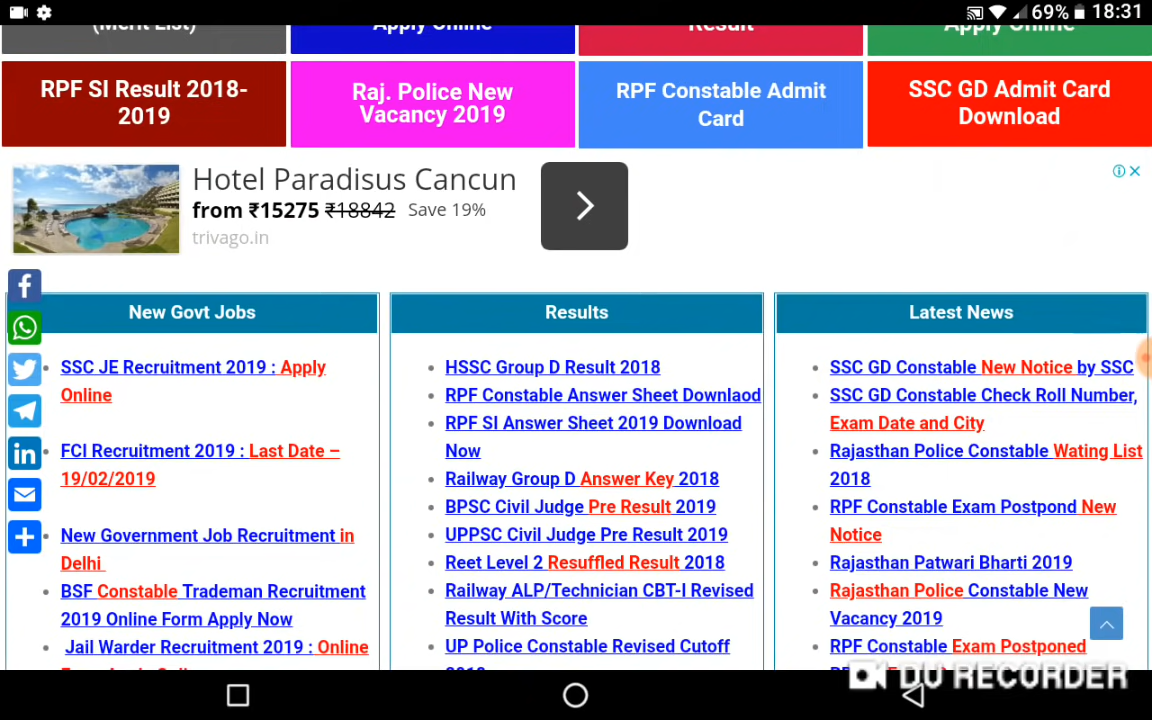 69% 18:31
(Merit List)
Apply Online
Result
Apply Online
RPF SI Result 2018-
2019
Raj. Police New
Vacancy 2019
RPF Constable Admit
Card
SSC GD Admit Card
Download
Hotel Paradisus Cancun
from ₹15275 ₹18842 Save 19%
trivago.in
New Govt Jobs
SSC JE Recruitment 2019 : Apply
Online
FCI Recruitment 2019 : Last Date –
19/02/2019
New Government Job Recruitment in
Delhi
BSF Constable Trademan Recruitment
2019 Online Form Apply Now
Jail Warder Recruitment 2019 : Online
Results
HSSC Group D Result 2018
RPF Constable Answer Sheet Downlaod
RPF SI Answer Sheet 2019 Download
Now
Railway Group D Answer Key 2018
BPSC Civil Judge Pre Result 2019
UPPSC Civil Judge Pre Result 2019
Reet Level 2 Resuffled Result 2018
Railway ALP/Technician CBT-I Revised
Result With Score
UP Police Constable Revised Cutoff
Latest News
SSC GD Constable New Notice by SSC
SSC GD Constable Check Roll Number,
Exam Date and City
Rajasthan Police Constable Wating List
2018
RPF Constable Exam Postpond New
Notice
Rajasthan Patwari Bharti 2019
Rajasthan Police Constable New
Vacancy 2019
RPF Constable Exam Postponed
DU RECORDER